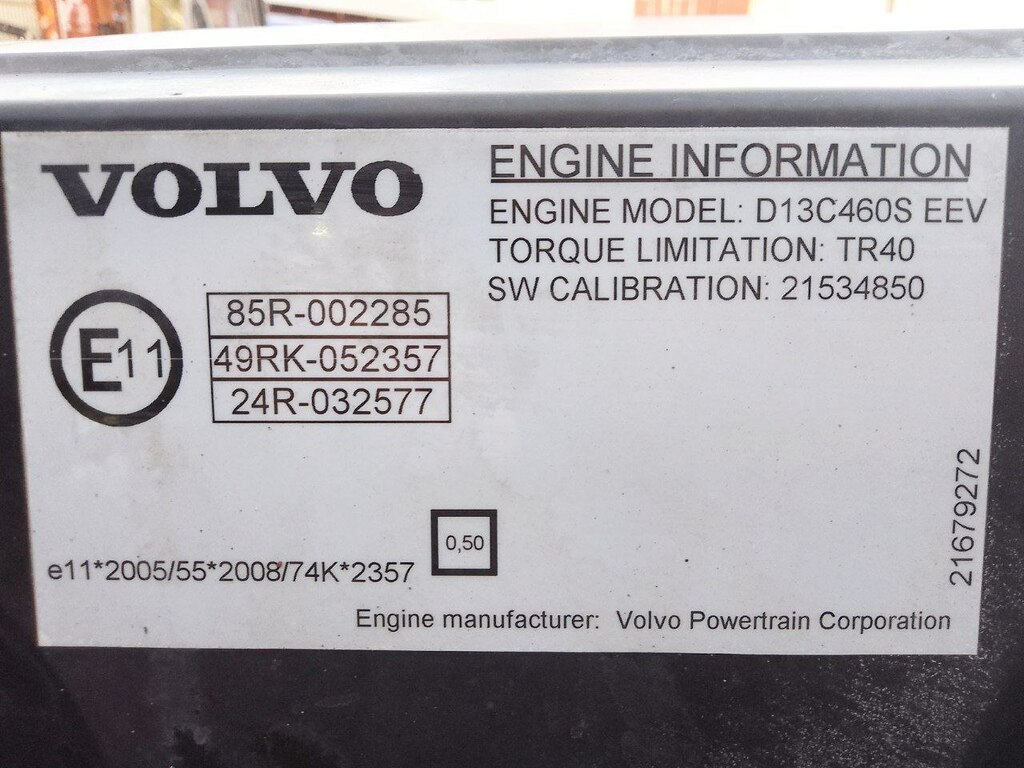 VOLVO
ENGINE INFORMATION
ENGINE MODEL: D13C460S EEV
TORQUE LIMITATION: TR40
SW CALIBRATION: 21534850
E11
85R-002285
49RK-052357
24R-032577
0,50
e11*2005/55*2008/74K*2357
21679272
Engine manufacturer: Volvo Powertrain Corporation